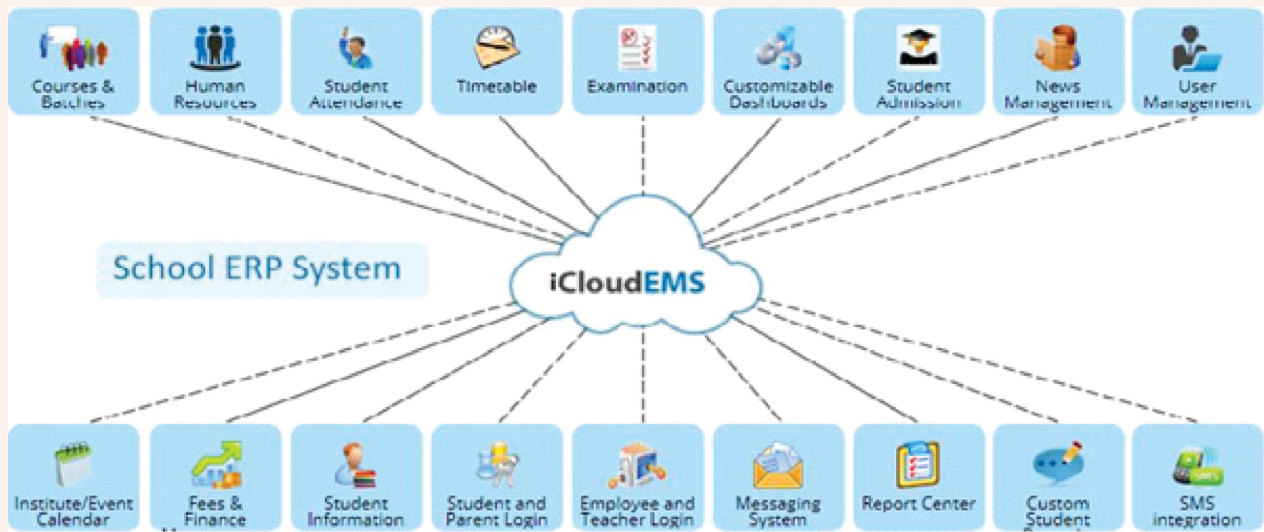 Courses &
Batches
Human
Resources
Student
Attendance
Timetable
Examination
Customizable
Dashboards
Student
Admission
News
Management
User
Management
School ERP System
iCloudEMS
Institute/Event
Calendar
Fees &
Finance
Student
Information
Student and
Parent Login
Employee and
Teacher Login
Messaging
System
Report Center
Custom
Student
SMS
integration
SMS